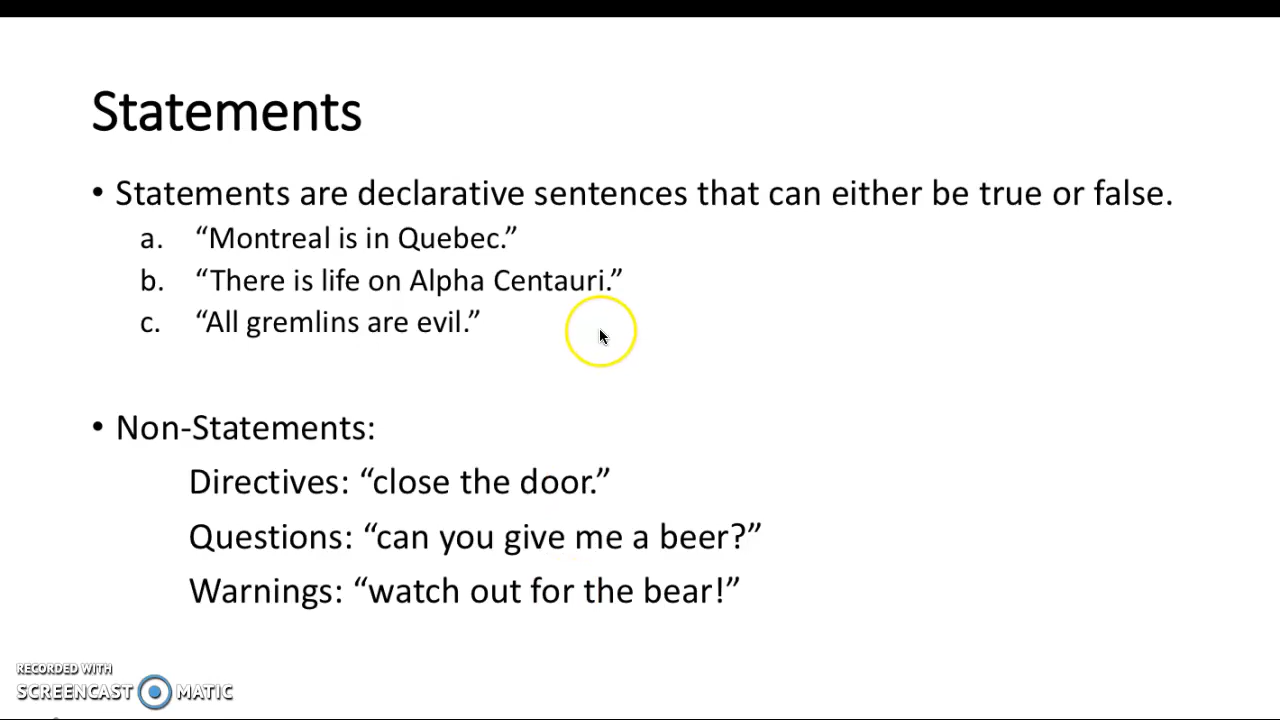 Statements
• Statements are declarative sentences that can either be true or false.
a. “Montreal is in Quebec.”
b. “There is life on Alpha Centauri.”
c. “All gremlins are evil.”
• Non-Statements:
Directives: “close the door.”
Questions: “can you give me a beer?”
Warnings: “watch out for the bear!”
RECORDED WITH
SCREENCAST MATIC